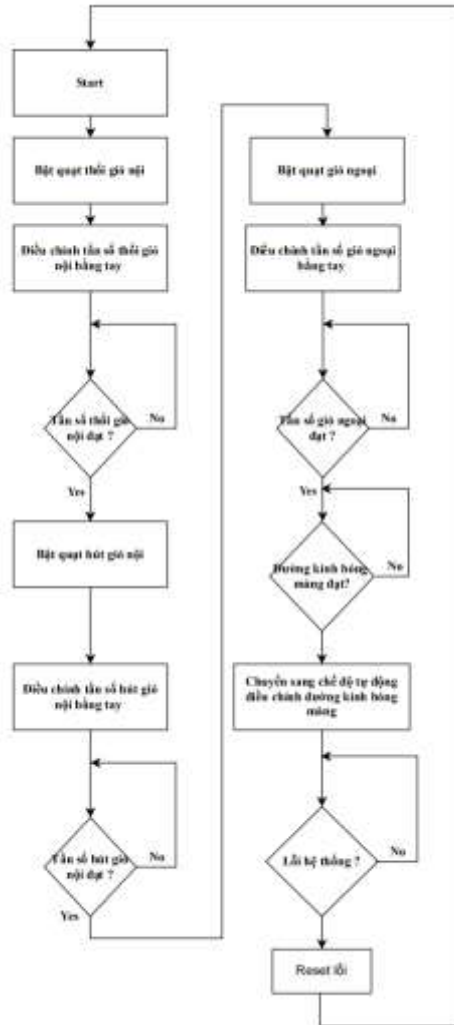 Start
Bật quạt thổi gió nội
Điều chỉnh tần số thổi gió
nội bằng tay
Tần số thổi gió
nội đạt ?
No
Yes
Bật quạt hút gió nội
Điều chỉnh tần số hút gió
nội bằng tay
Tần số hút gió
nội đạt ?
No
Yes
Bật quạt gió ngoại
Điều chỉnh tần số gió ngoại
bằng tay
Tần số gió ngoại
đạt ?
No
Yes
Đường kính bóng
màng đạt?
No
Chuyển sang chế độ tự động
điều chỉnh đường kính bóng
màng
Lỗi hệ thống ?
No
Reset lỗi